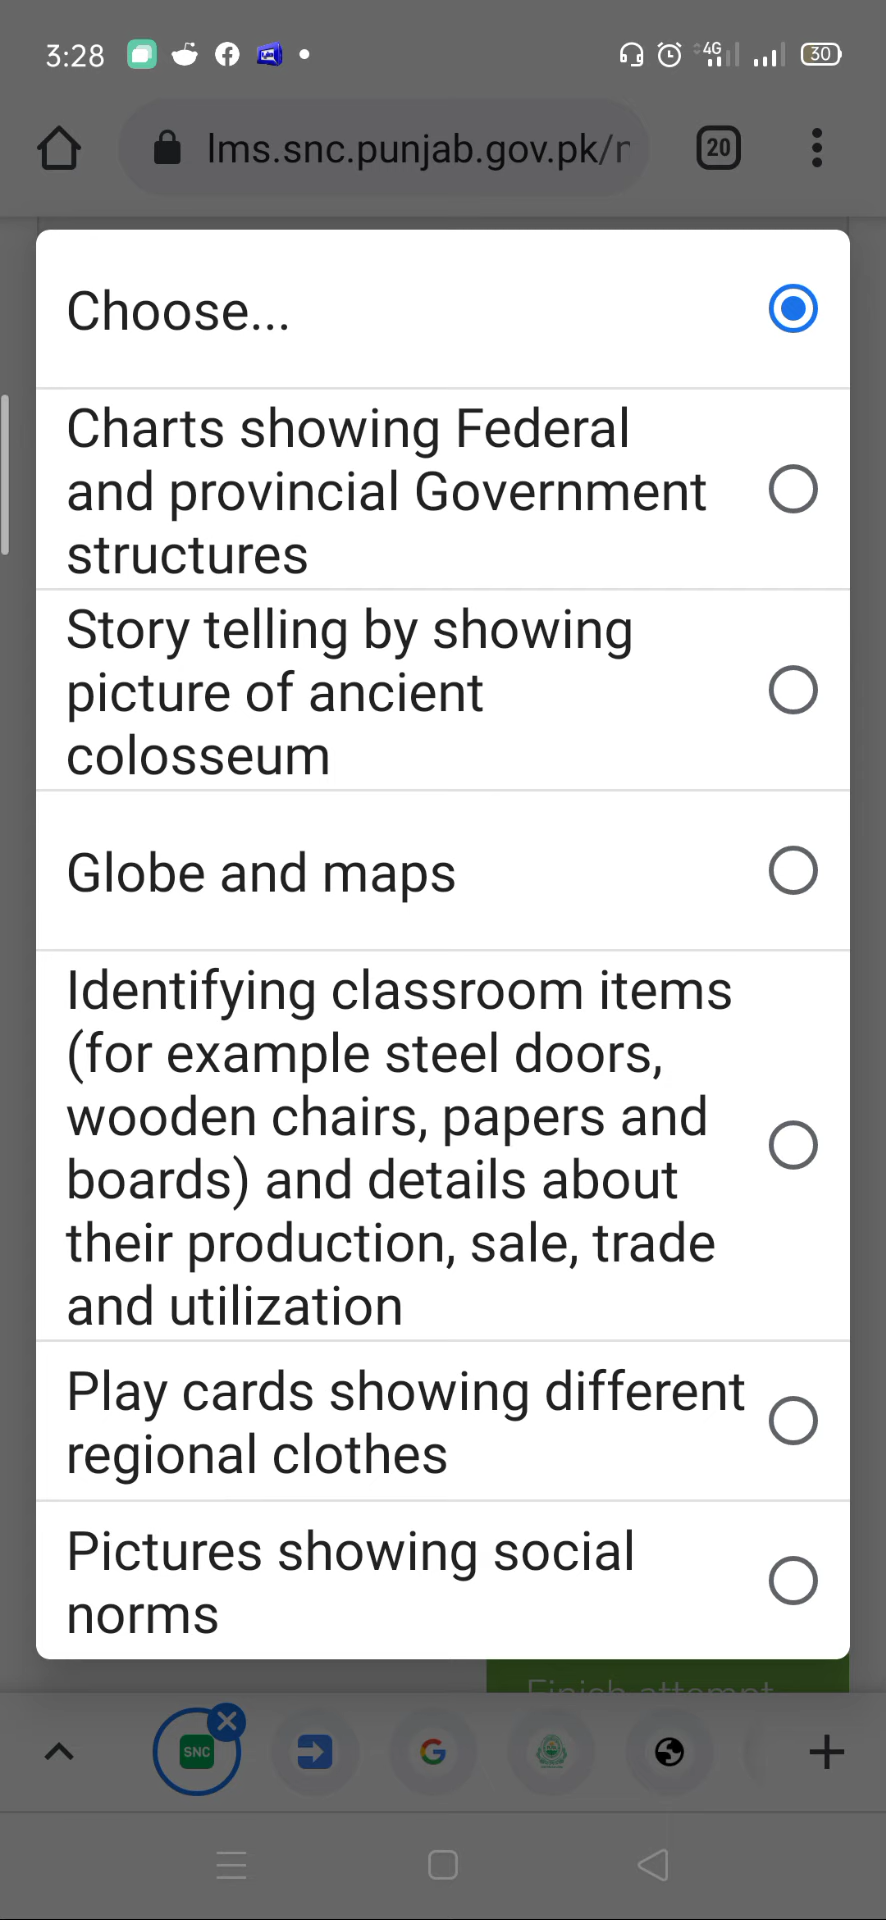 3:28
4G
30
lms.snc.punjab.gov.pk/r
20
Choose...
Charts showing Federal
and provincial Government
structures
Story telling by showing
picture of ancient
colosseum
Globe and maps
Identifying classroom items
(for example steel doors,
wooden chairs, papers and
boards) and details about
their production, sale, trade
and utilization
Play cards showing different
regional clothes
Pictures showing social
norms
Finish attempt
SNC